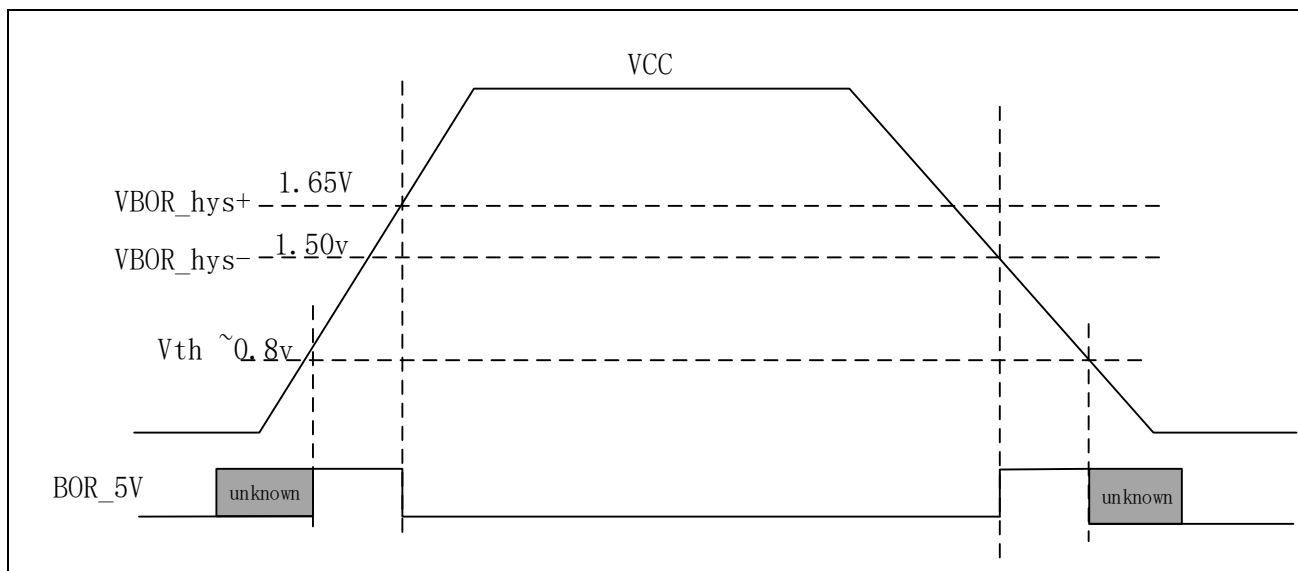 VCC
1.65V
VBOR_hys+
1.50v
VBOR_hys-
Vth ~0.8v
BOR_5V
unknown
unknown